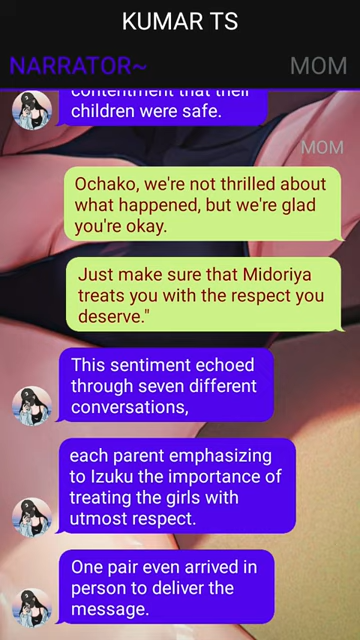 KUMAR TS
NARRATOR~
MOM
contentment that their
children were safe.
MOM
Ochako, we're not thrilled about
what happened, but we're glad
you're okay.
Just make sure that Midoriya
treats you with the respect you
deserve."
This sentiment echoed
through seven different
conversations,
each parent emphasizing
to Izuku the importance of
treating the girls with
utmost respect.
One pair even arrived in
person to deliver the
message.